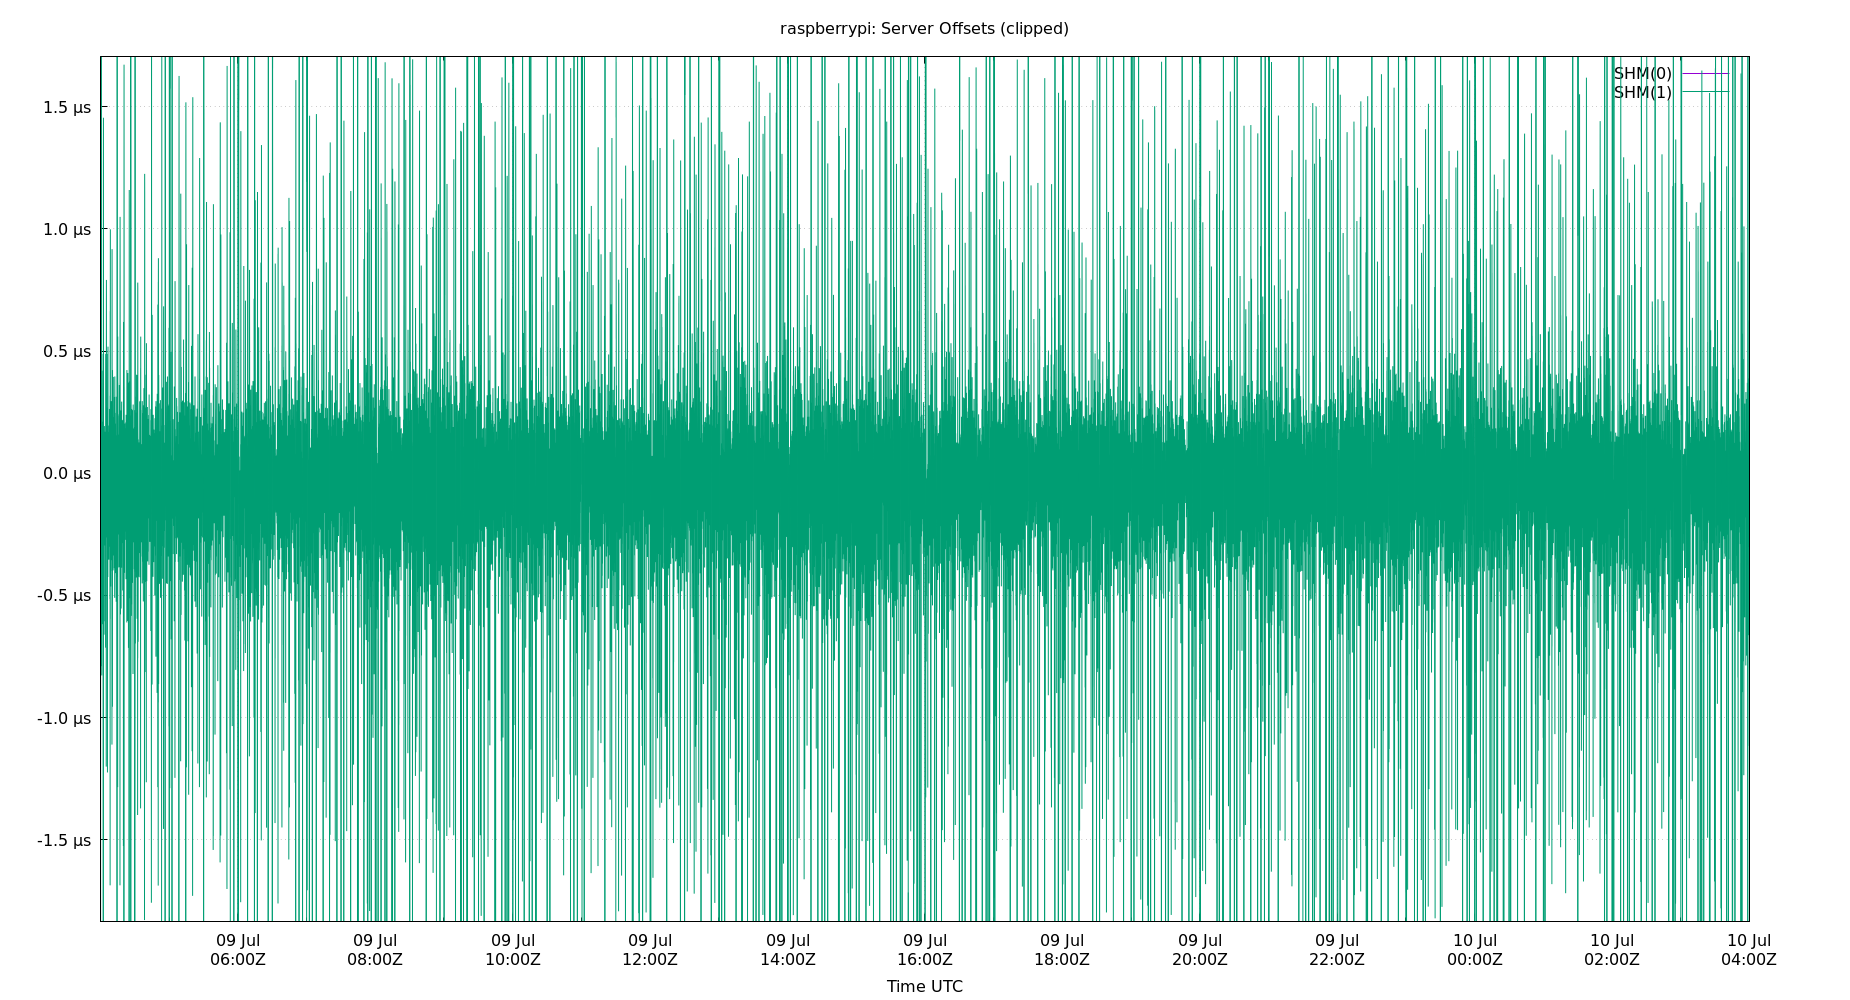 raspberrypi: Server Offsets (clipped)
SHM(0)
SHM(1)
1.5 µs
1.0 µs
0.5 µs
0.0 µs
-0.5 µs
-1.0 µs
-1.5 µs
09 Jul 09 Jul 09 Jul 09 Jul 09 Jul 09 Jul 09 Jul 09 Jul 09 Jul 10 Jul 10 Jul 10 Jul
06:00Z 08:00Z 10:00Z 12:00Z 14:00Z 16:00Z 18:00Z 20:00Z 22:00Z 00:00Z 02:00Z 04:00Z
Time UTC